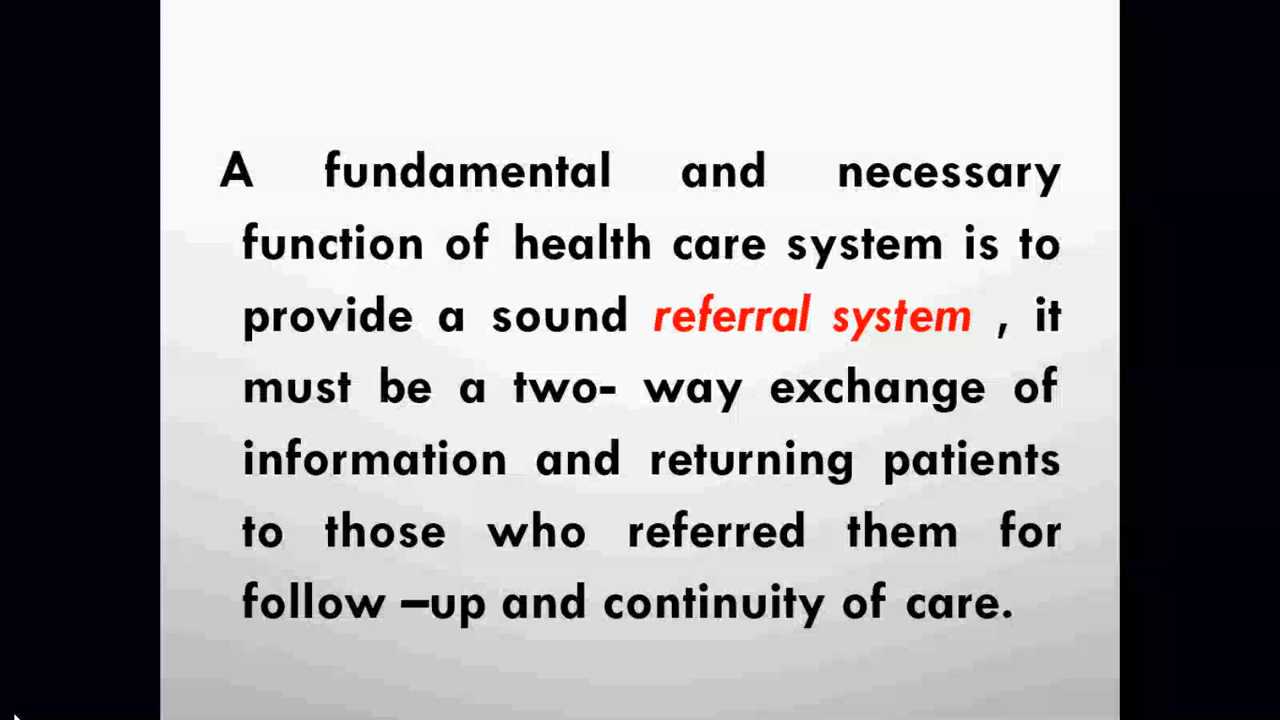 A fundamental and necessary
function of health care system is to
provide a sound referral system , it
must be a two- way exchange of
information and returning patients
to those who referred them for
follow –up and continuity of care.